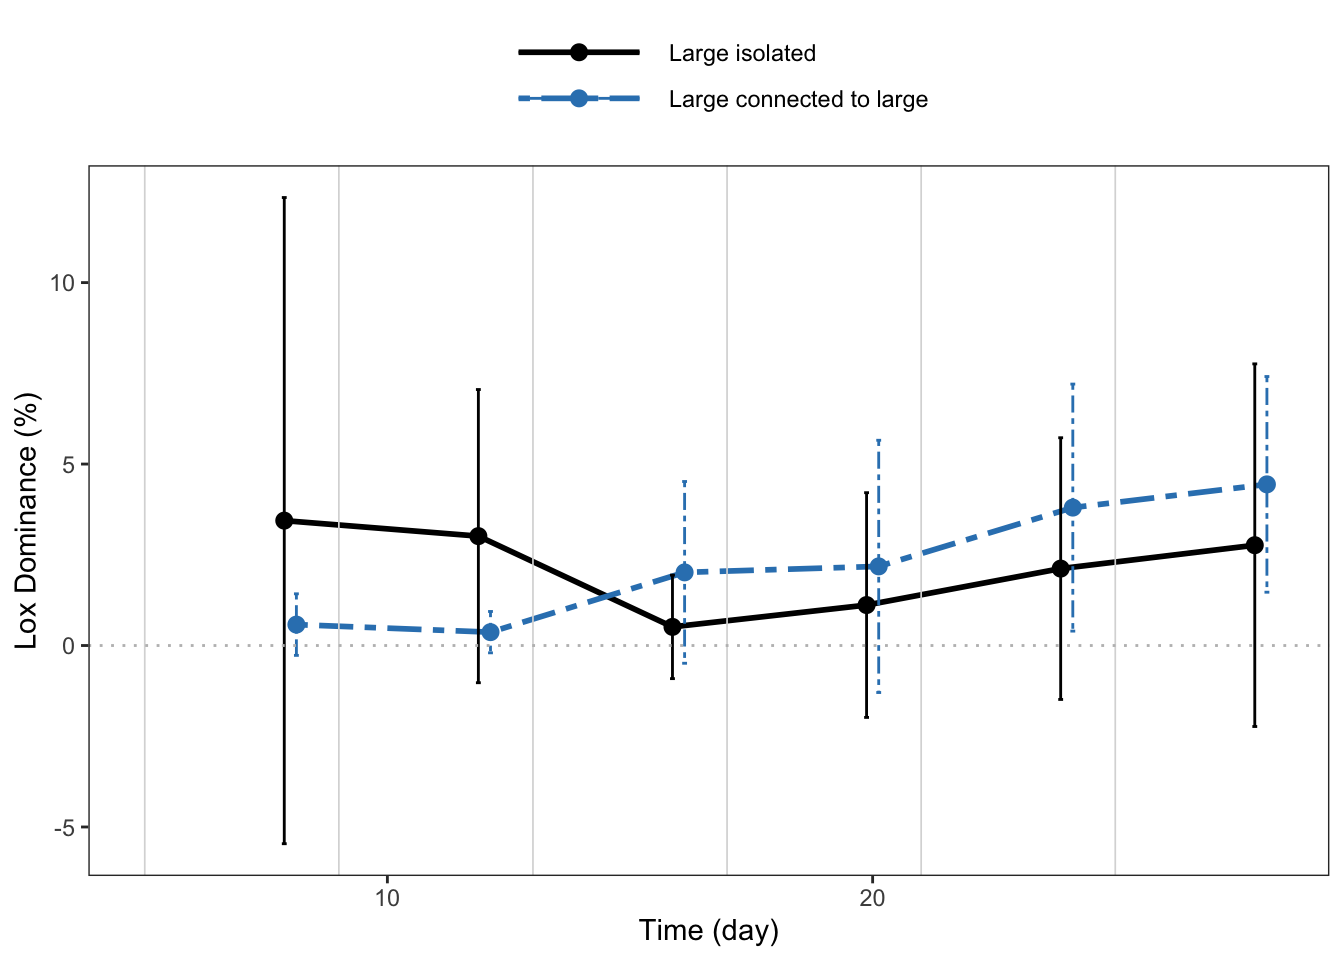 Large isolated
Large connected to large
10
5
0
-5
Lox Dominance (%)
10 20
Time (day)